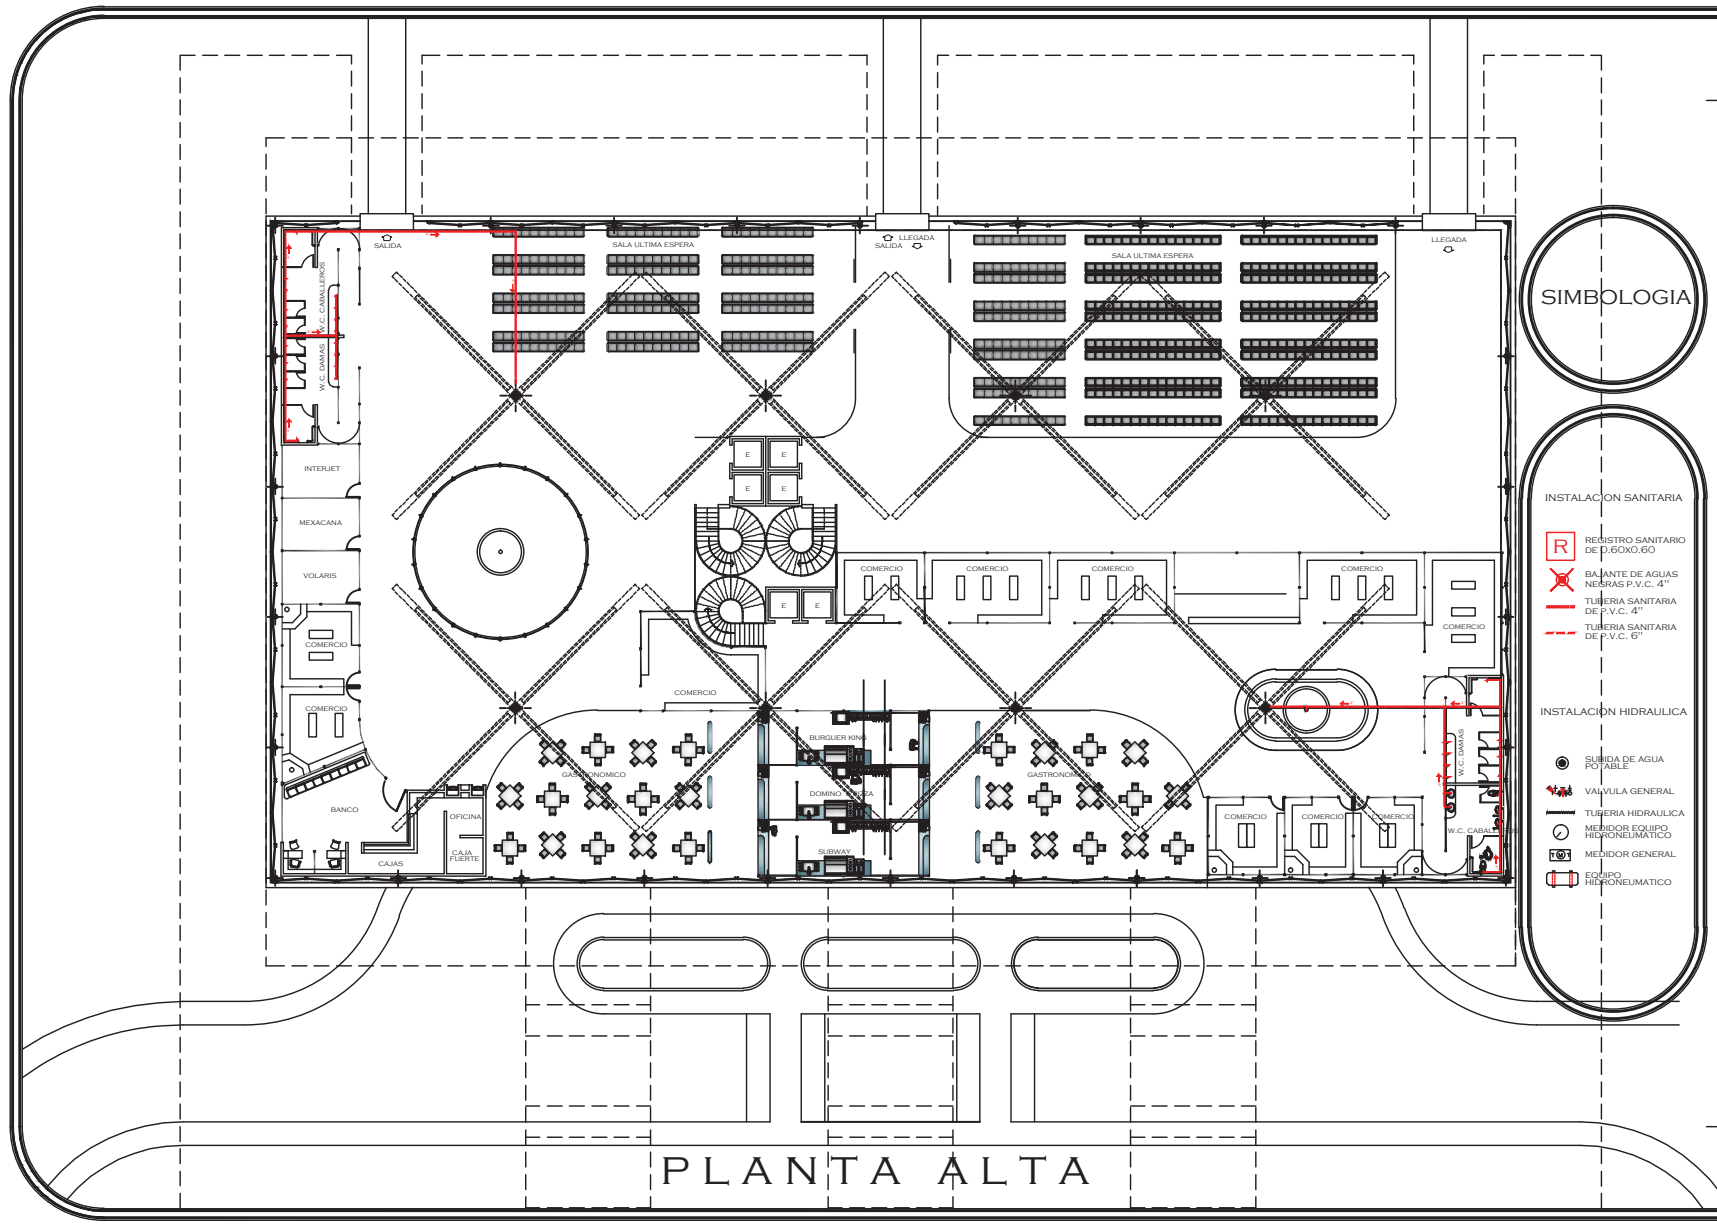 SALIDA
SALA ULTIMA ESPERA
LLEGADA
SALIDA
SALA ULTIMA ESPERA
LLEGADA
W.C. CABALLEROS
W.C. DAMAS
SIMBOLOGIA
E
E
E
E
INTERJET
MEXACANA
VOLARIS
COMERCIO
COMERCIO
COMERCIO
COMERCIO
COMERCIO
COMERCIO
COMERCIO
COMERCIO
E
E
INSTALACION SANITARIA
R
REGISTRO SANITARIO
DE 0.60X0.60
BAJANTE DE AGUAS
NEGRAS P.V.C. 4"
TUBERIA SANITARIA
DE P.V.C. 4"
TUBERIA SANITARIA
DE P.V.C. 6"
INSTALACION HIDRAULICA
SUBIDA DE AGUA
POTABLE
VALVULA GENERAL
TUBERIA HIDRAULICA
MEDIDOR EQUIPO
HIDRONEUMATICO
MEDIDOR GENERAL
EQUIPO
HIDRONEUMATICO
BURGUER KING
GASTRONOMICO
GASTRONOMICO
SUBWAY
BANCO
OFICINA
CAJA
FUERTE
CAJAS
COMERCIO
COMERCIO
COMERCIO
W.C. DAMAS
W.C. CABALLEROS
PLANTA ALTA